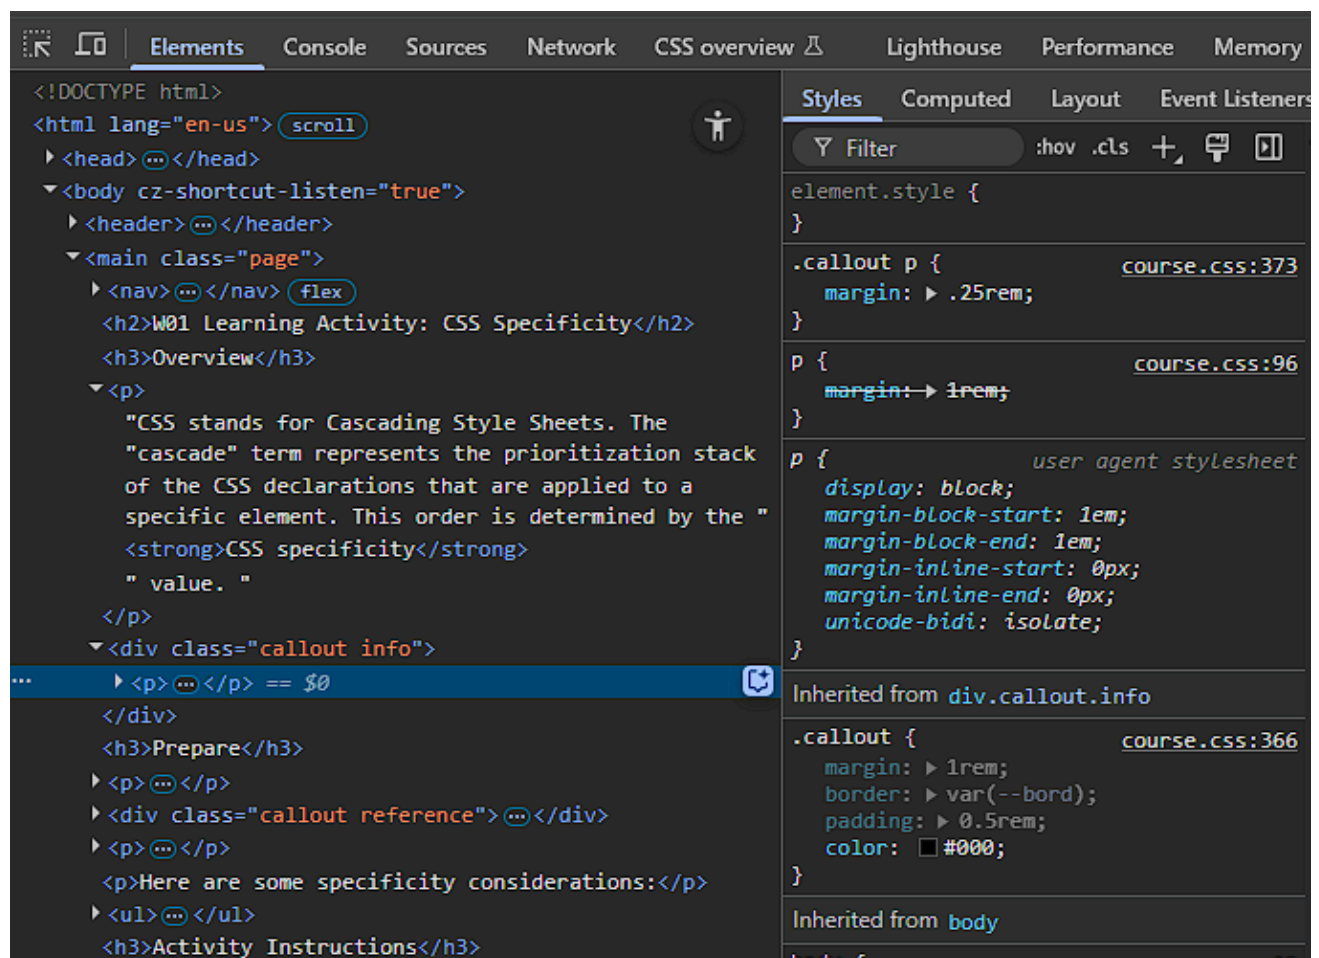 Elements Console Sources Network CSS overview Lighthouse Performance Memory
<!DOCTYPE html>
<html lang="en-us"> scroll
<head> ⋯ </head>
<body cz-shortcut-listen="true">
<header> ⋯ </header>
<main class="page">
<nav> ⋯ </nav> flex
<h2>W01 Learning Activity: CSS Specificity</h2>
<h3>Overview</h3>
<p>
"CSS stands for Cascading Style Sheets. The
"cascade" term represents the prioritization stack
of the CSS declarations that are applied to a
specific element. This order is determined by the "
<strong>CSS specificity</strong>
" value. "
</p>
<div class="callout info">
⋯ <p> ⋯ </p> == $0
</div>
<h3>Prepare</h3>
<p> ⋯ </p>
<div class="callout reference"> ⋯ </div>
<p> ⋯ </p>
<p>Here are some specificity considerations:</p>
<ul> ⋯ </ul>
<h3>Activity Instructions</h3>
Styles Computed Layout Event Listeners
Filter :hov .cls
element.style {
}
.callout p { course.css:373
margin: .25rem;
}
p { course.css:96
margin: 1rem;
}
p { user agent stylesheet
display: block;
margin-block-start: 1em;
margin-block-end: 1em;
margin-inline-start: 0px;
margin-inline-end: 0px;
unicode-bidi: isolate;
}
Inherited from div.callout.info
.callout { course.css:366
margin: 1rem;
border: var(--bord);
padding: 0.5rem;
color: #000;
}
Inherited from body